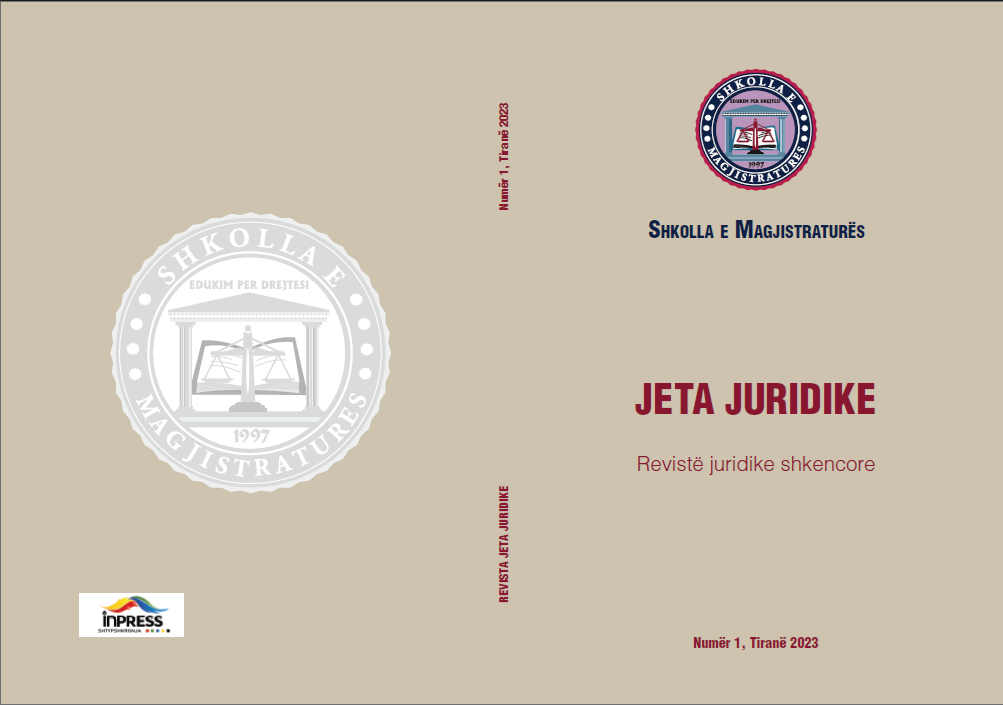 SHKOLLA E
EDUKIM PER DREJTESI
1997
MAGJISTRATURES
INPRESS
SHTYPSHKRONJA
Numër 1, Tiranë 2023
REVISTA JETA JURIDIKE
SHKOLLA E
EDUKIM PER DREJTESI
1997
MAGJISTRATURES
SHKOLLA E MAGJISTRATURËS
JETA JURIDIKE
Revistë juridike shkencore
Numër 1, Tiranë 2023